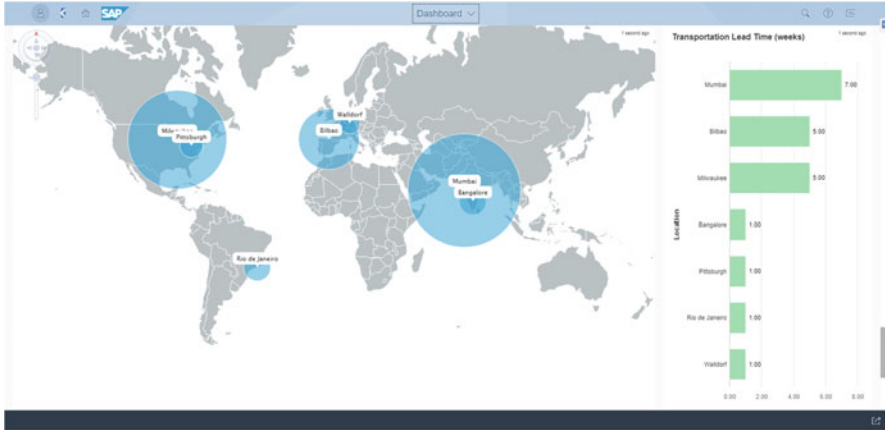 SAP
Dashboard
1 second ago
Walldorf
Bilbao
Pittsburgh
Mumbai
Bangalore
Rio de Janeiro
Transportation Lead Time (weeks)
1 second ago
Location
Mumbai 7.00
Bilbao 5.00
Milwaukee 5.00
Bangalore 1.00
Pittsburgh 1.00
Rio de Janeiro 1.00
Walldorf 1.00
0.00 2.00 4.00 6.00 8.00